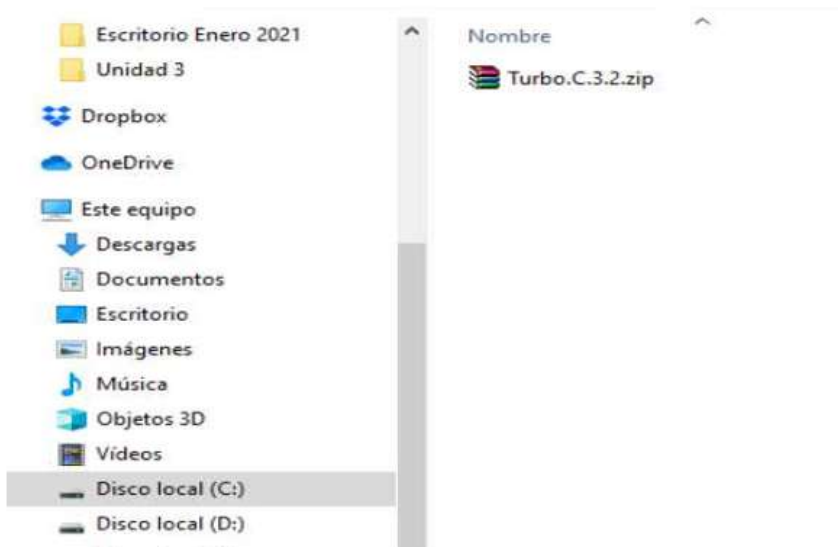 Escritorio Enero 2021
Unidad 3
Dropbox
OneDrive
Este equipo
Descargas
Documentos
Escritorio
Imágenes
Música
Objetos 3D
Vídeos
Disco local (C:)
Disco local (D:)
Nombre
Turbo.C.3.2.zip